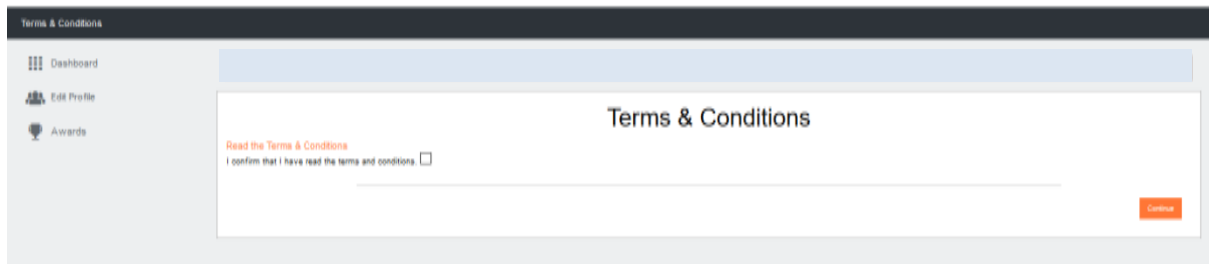 Terms & Conditions
Dashboard
Edit Profile
Awards
Terms & Conditions
Read the Terms & Conditions
I confirm that I have read the terms and conditions.
Continue